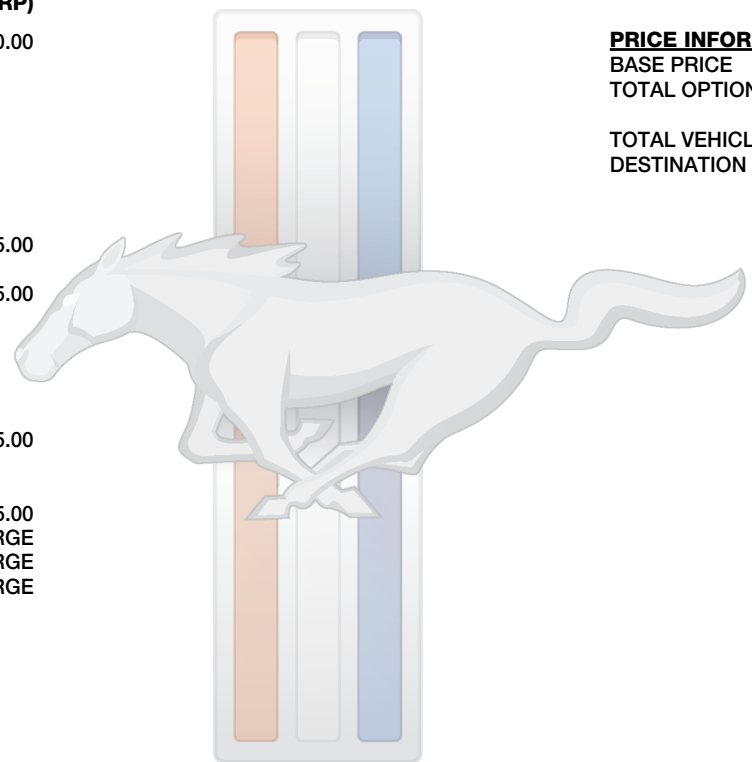 RP)
0.00
5.00
5.00
5.00
5.00
RGE
RGE
RGE
PRICE INFOR
BASE PRICE
TOTAL OPTION
TOTAL VEHICL
DESTINATION